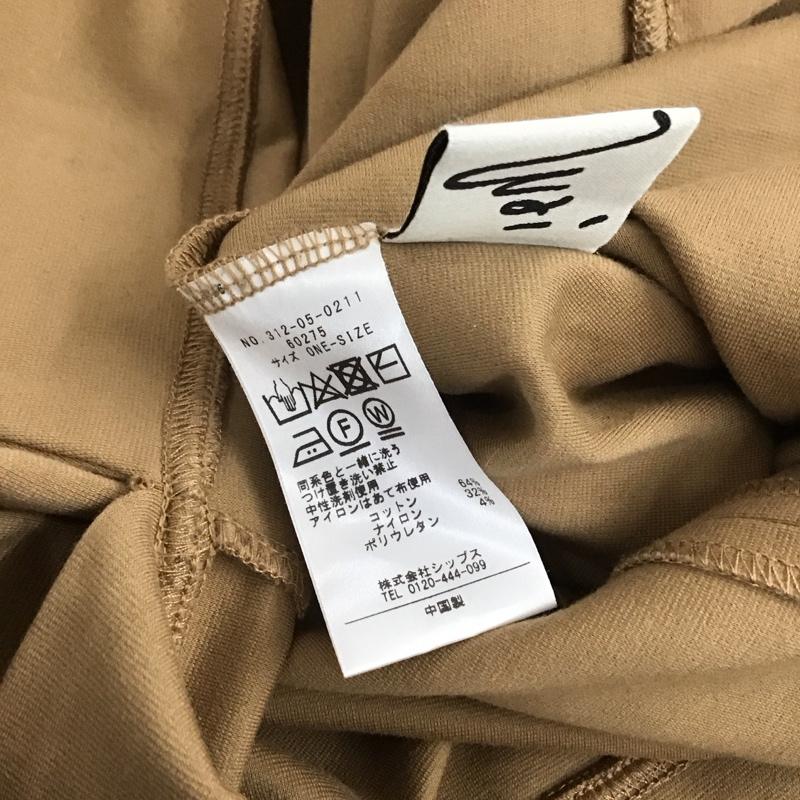 NO.312-05-0211
60275
サイズ ONE-SIZE
F W
同系色と一緒に洗う
つけ置き洗い禁止
中性洗剤使用
アイロンはあて布使用
コットン 64%
ナイロン 32%
ポリウレタン 4%
株式会社シップス
TEL 0120-444-099
中国製